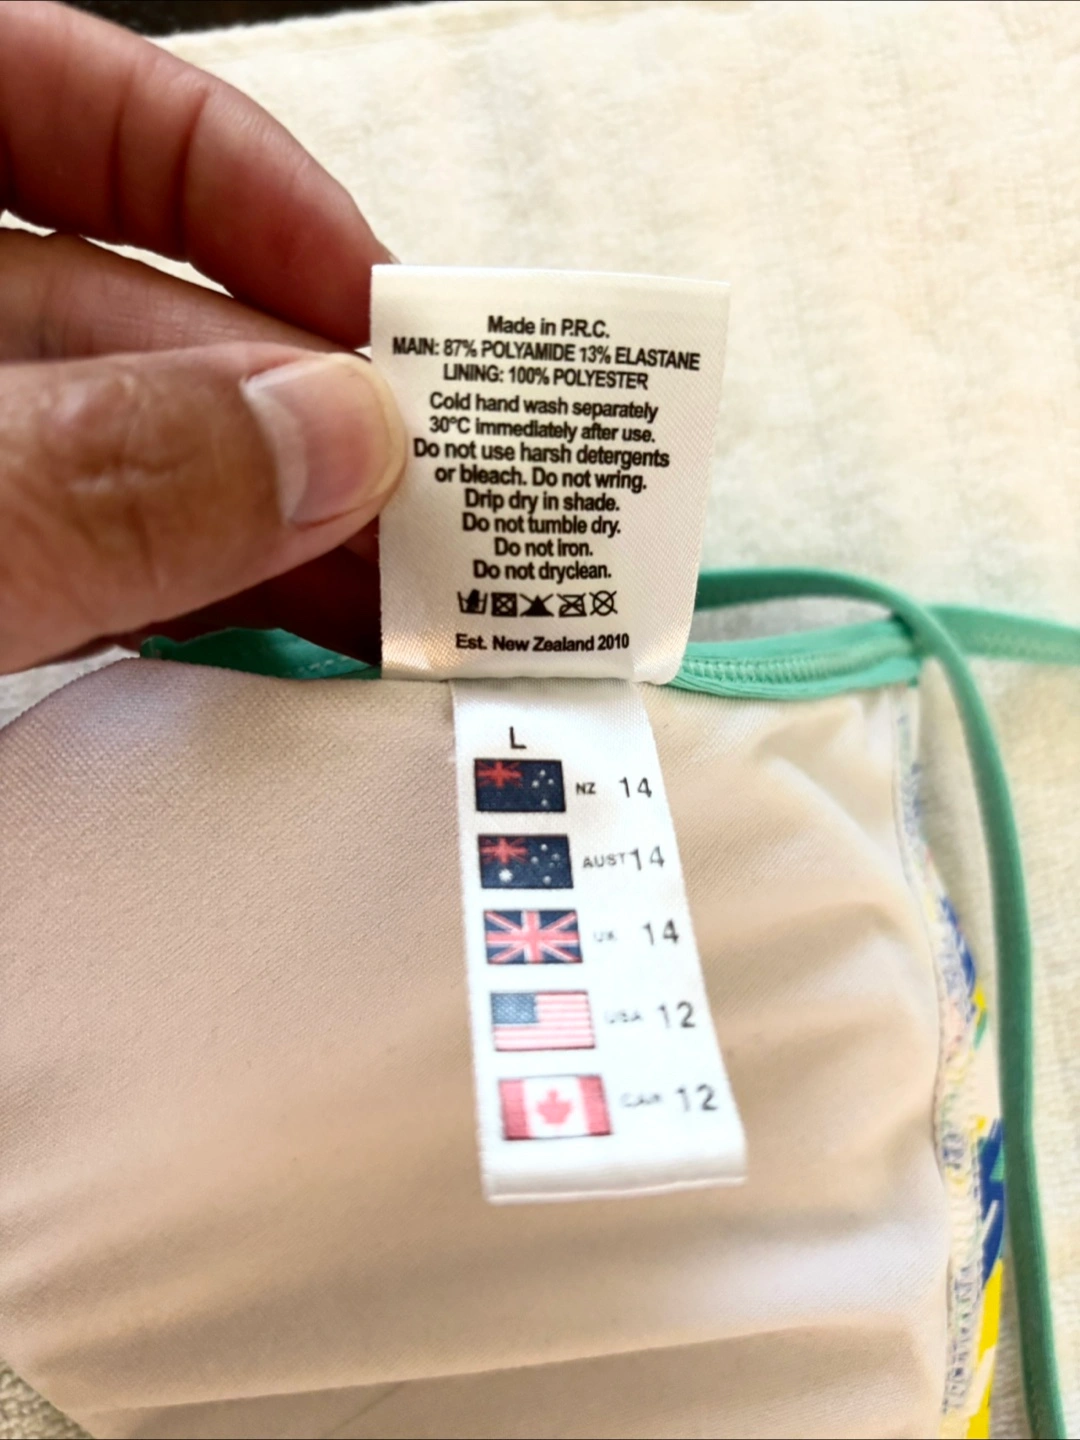 Made in P.R.C.
MAIN: 87% POLYAMIDE 13% ELASTANE
LINING: 100% POLYESTER
Cold hand wash separately
30°C immediately after use.
Do not use harsh detergents
or bleach. Do not wring.
Drip dry in shade.
Do not tumble dry.
Do not iron.
Do not dryclean.
Est. New Zealand 2010
L
NZ 14
AUST 14
UK 14
USA 12
CAN 12